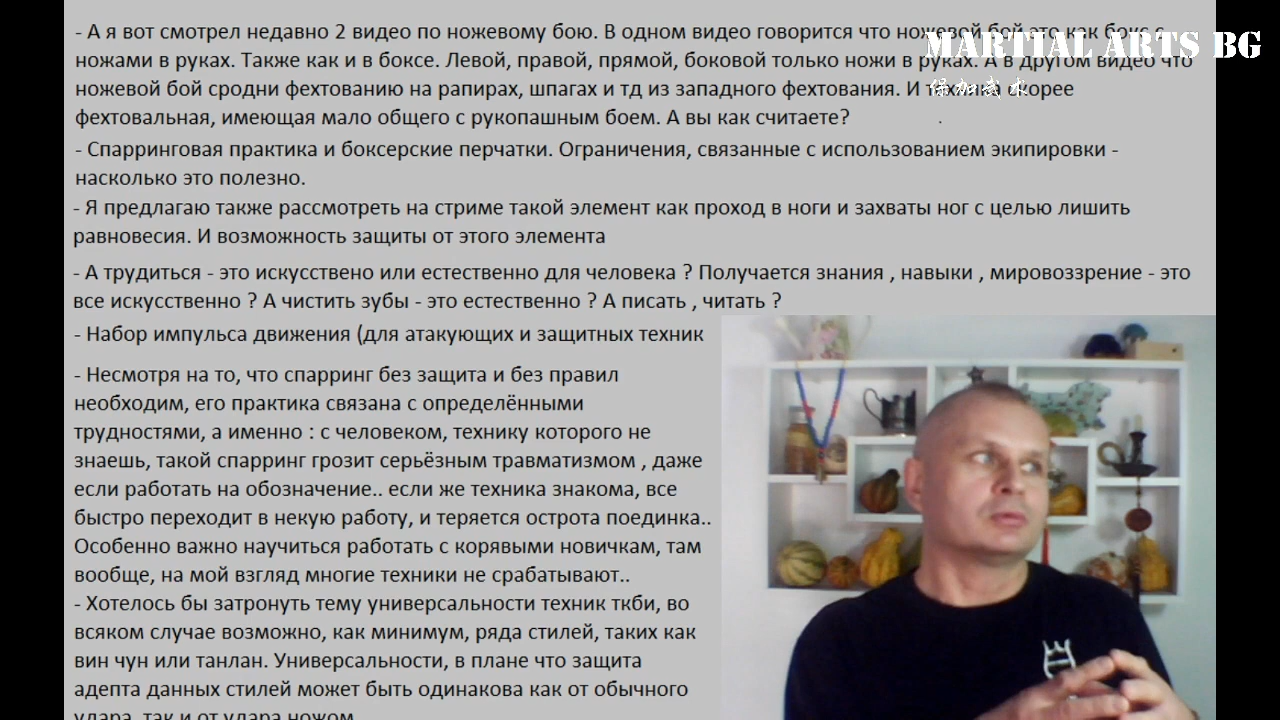 - А я вот смотрел недавно 2 видео по ножевому бою. В одном видео говорится что ножевой бой это как бокс с
MARTIAL ARTS BG
ножами в руках. Также как и в боксе. Левой, правой, прямой, боковой только ножи в руках. А в другом видео что
ножевой бой сродни фехтованию на рапирах, шпагах и тд из западного фехтования. И техника скорее
фехтовальная, имеющая мало общего с рукопашным боем. А вы как считаете?
- Спарринговая практика и боксерские перчатки. Ограничения, связанные с использованием экипировки -
насколько это полезно.
- Я предлагаю также рассмотреть на стриме такой элемент как проход в ноги и захваты ног с целью лишить
равновесия. И возможность защиты от этого элемента
- А трудиться - это искусствено или естественно для человека ? Получается знания , навыки , мировоззрение - это
все искусственно ? А чистить зубы - это естественно ? А писать , читать ?
- Набор импульса движения (для атакующих и защитных техник
- Несмотря на то, что спарринг без защита и без правил
необходим, его практика связана с определёнными
трудностями, а именно : с человеком, технику которого не
знаешь, такой спарринг грозит серьёзным травматизмом , даже
если работать на обозначение.. если же техника знакома, все
быстро переходит в некую работу, и теряется острота поединка..
Особенно важно научиться работать с корявыми новичкам, там
вообще, на мой взгляд многие техники не срабатывают..
- Хотелось бы затронуть тему универсальности техник ткби, во
всяком случае возможно, как минимум, ряда стилей, таких как
вин чун или танлан. Универсальности, в плане что защита
адепта данных стилей может быть одинакова как от обычного
удара, так и от удара ножом